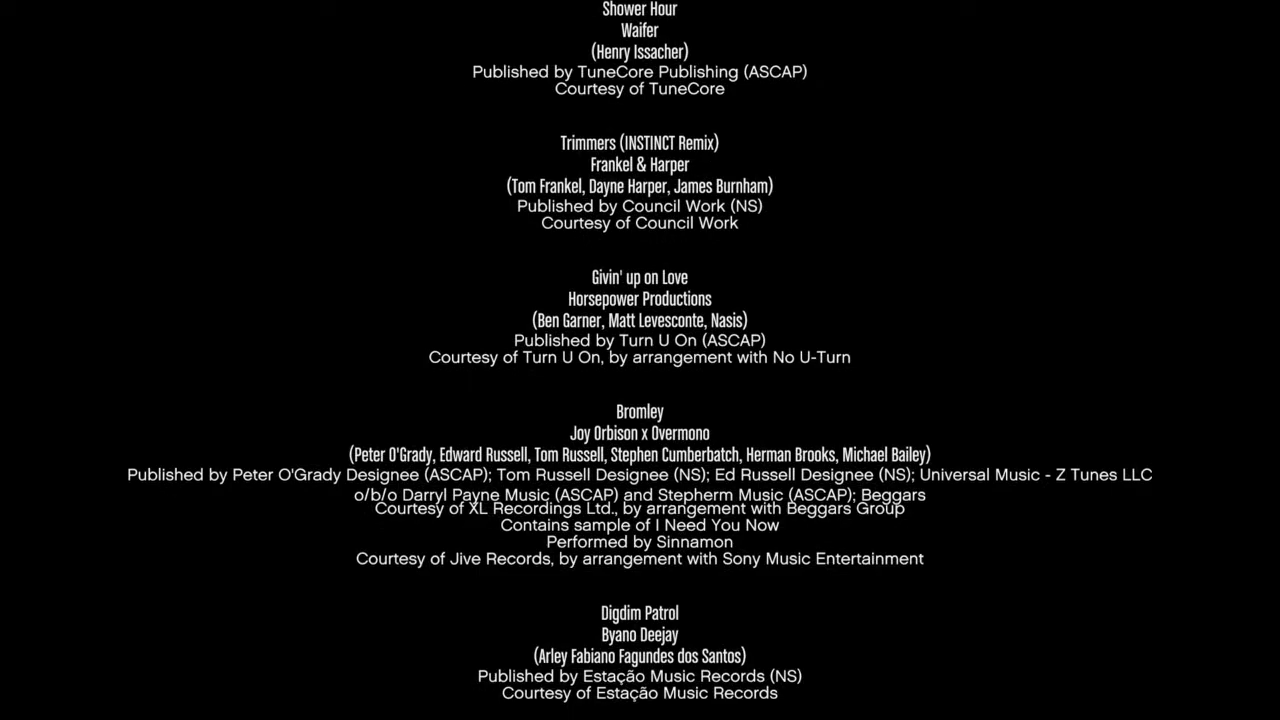 Shower Hour
Waifer
(Henry Issacher)
Published by TuneCore Publishing (ASCAP)
Courtesy of TuneCore
Trimmers (INSTINCT Remix)
Frankel & Harper
(Tom Frankel, Dayne Harper, James Burnham)
Published by Council Work (NS)
Courtesy of Council Work
Givin' up on Love
Horsepower Productions
(Ben Garner, Matt Levesconte, Nasis)
Published by Turn U On (ASCAP)
Courtesy of Turn U On, by arrangement with No U-Turn
Bromley
Joy Orbison x Overmono
(Peter O'Grady, Edward Russell, Tom Russell, Stephen Cumberbatch, Herman Brooks, Michael Bailey)
Published by Peter O'Grady Designee (ASCAP); Tom Russell Designee (NS); Ed Russell Designee (NS); Universal Music - Z Tunes LLC
o/b/o Darryl Payne Music (ASCAP) and Stepherm Music (ASCAP); Beggars
Courtesy of XL Recordings Ltd., by arrangement with Beggars Group
Contains sample of I Need You Now
Performed by Sinnamon
Courtesy of Jive Records, by arrangement with Sony Music Entertainment
Digdim Patrol
Byano Deejay
(Arley Fabiano Fagundes dos Santos)
Published by Estação Music Records (NS)
Courtesy of Estação Music Records